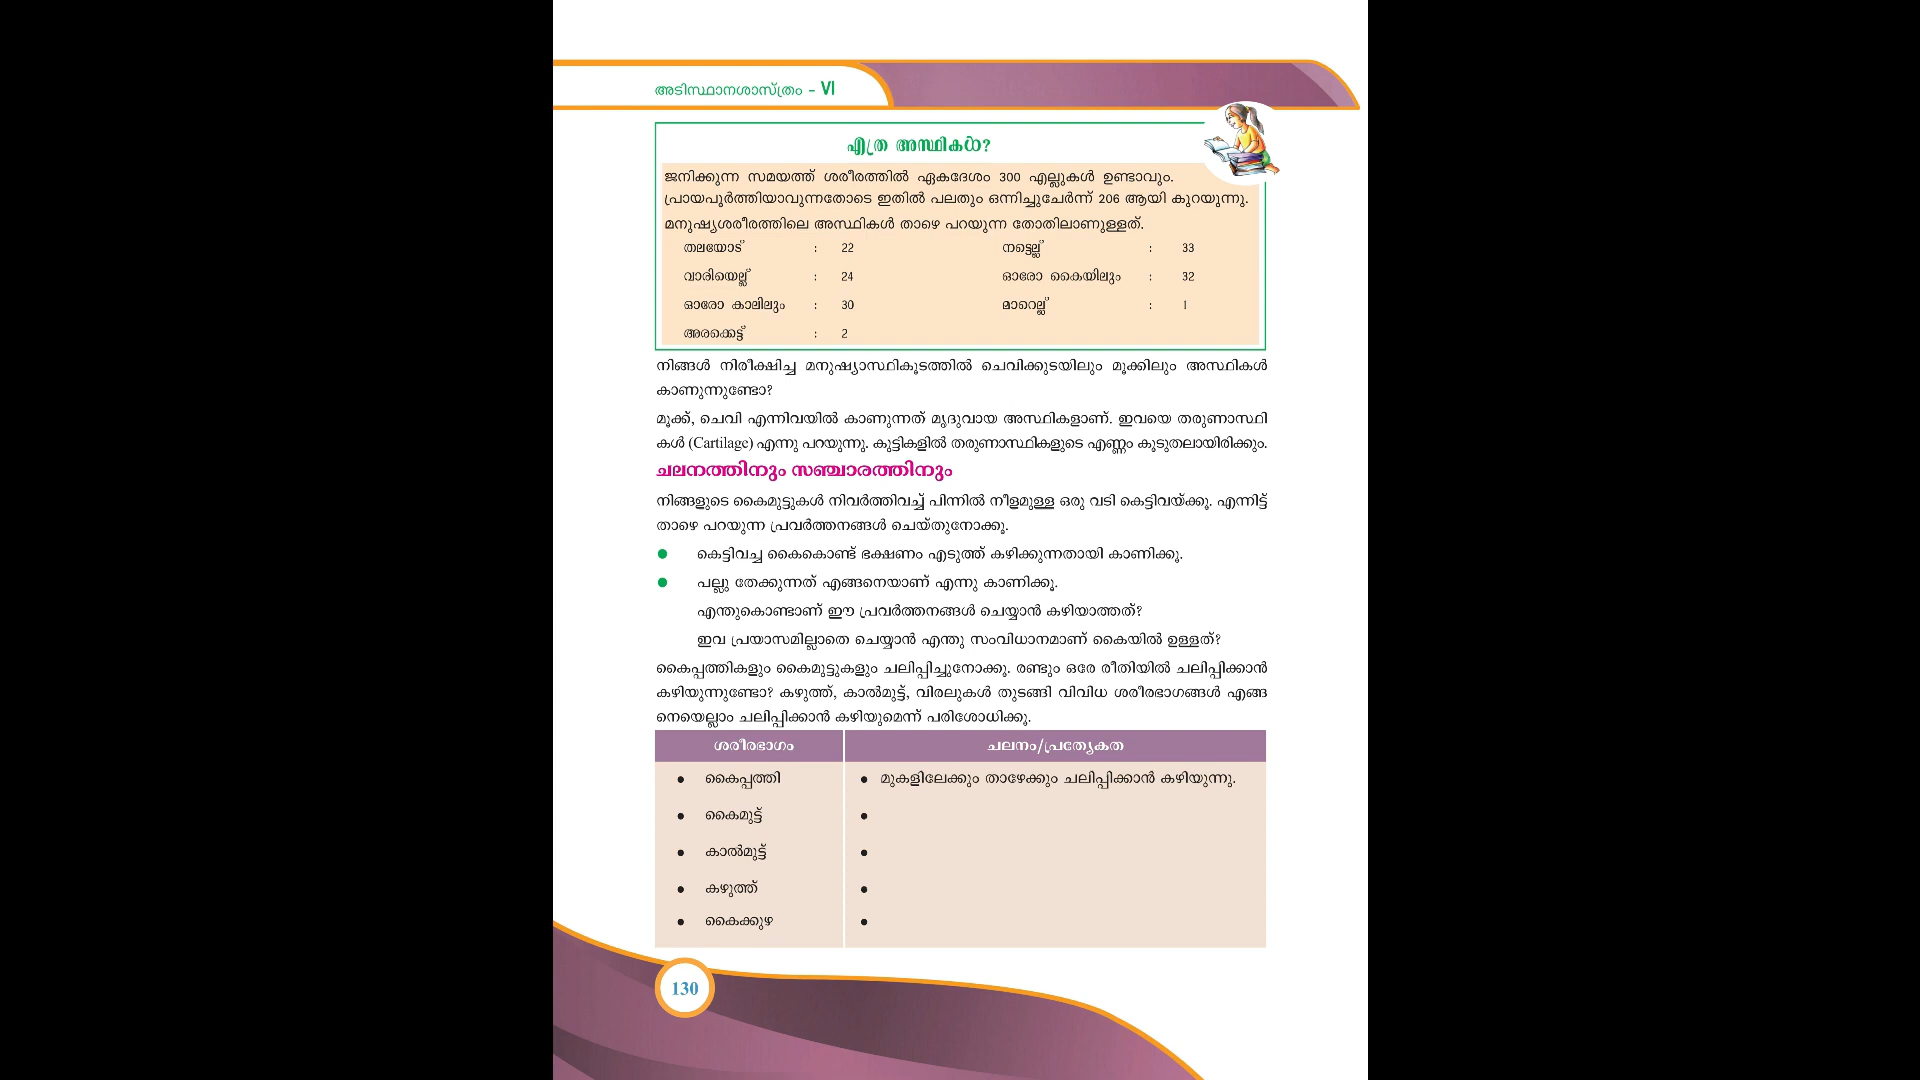 അടിസ്ഥാനശാസ്ത്രം - VI
എത്ര അസ്ഥികൾ?
ജനിക്കുന്ന സമയത്ത് ശരീരത്തിൽ ഏകദേശം 300 എല്ലുകൾ ഉണ്ടാവും.
പ്രായപൂർത്തിയാവുന്നതോടെ ഇതിൽ പലതും ഒന്നിച്ചുചേർന്ന് 206 ആയി കുറയുന്നു.
മനുഷ്യശരീരത്തിലെ അസ്ഥികൾ താഴെ പറയുന്ന തോതിലാണുള്ളത്.
തലയോട് : 22 നട്ടെല്ല് : 33
വാരിയെല്ല് : 24 ഓരോ കൈയിലും : 32
ഓരോ കാലിലും : 30 മാറെല്ല് : 1
അരക്കെട്ട് : 2
നിങ്ങൾ നിരീക്ഷിച്ച മനുഷ്യാസ്ഥികൂടത്തിൽ ചെവിക്കുടയിലും മൂക്കിലും അസ്ഥികൾ
കാണുന്നുണ്ടോ?
മൂക്ക്, ചെവി എന്നിവയിൽ കാണുന്നത് മൃദുവായ അസ്ഥികളാണ്. ഇവയെ തരുണാസ്ഥി
കൾ (Cartilage) എന്നു പറയുന്നു. കുട്ടികളിൽ തരുണാസ്ഥികളുടെ എണ്ണം കൂടുതലായിരിക്കും.
ചലനത്തിനും സഞ്ചാരത്തിനും
നിങ്ങളുടെ കൈമുട്ടുകൾ നിവർത്തിവച്ച് പിന്നിൽ നീളമുള്ള ഒരു വടി കെട്ടിവയ്ക്കൂ. എന്നിട്ട്
താഴെ പറയുന്ന പ്രവർത്തനങ്ങൾ ചെയ്തുനോക്കൂ.
● കെട്ടിവച്ച കൈകൊണ്ട് ഭക്ഷണം എടുത്ത് കഴിക്കുന്നതായി കാണിക്കൂ.
● പല്ലു തേക്കുന്നത് എങ്ങനെയാണ് എന്നു കാണിക്കൂ.
എന്തുകൊണ്ടാണ് ഈ പ്രവർത്തനങ്ങൾ ചെയ്യാൻ കഴിയാത്തത്?
ഇവ പ്രയാസമില്ലാതെ ചെയ്യാൻ എന്തു സംവിധാനമാണ് കൈയിൽ ഉള്ളത്?
കൈപ്പത്തികളും കൈമുട്ടുകളും ചലിപ്പിച്ചുനോക്കൂ. രണ്ടും ഒരേ രീതിയിൽ ചലിപ്പിക്കാൻ
കഴിയുന്നുണ്ടോ? കഴുത്ത്, കാൽമുട്ട്, വിരലുകൾ തുടങ്ങി വിവിധ ശരീരഭാഗങ്ങൾ എങ്ങ
നെയെല്ലാം ചലിപ്പിക്കാൻ കഴിയുമെന്ന് പരിശോധിക്കൂ.
ശരീരഭാഗം ചലനം/പ്രത്യേകത
● കൈപ്പത്തി ● മുകളിലേക്കും താഴേക്കും ചലിപ്പിക്കാൻ കഴിയുന്നു.
● കൈമുട്ട് ●
● കാൽമുട്ട് ●
● കഴുത്ത് ●
● കൈക്കുഴ ●
130